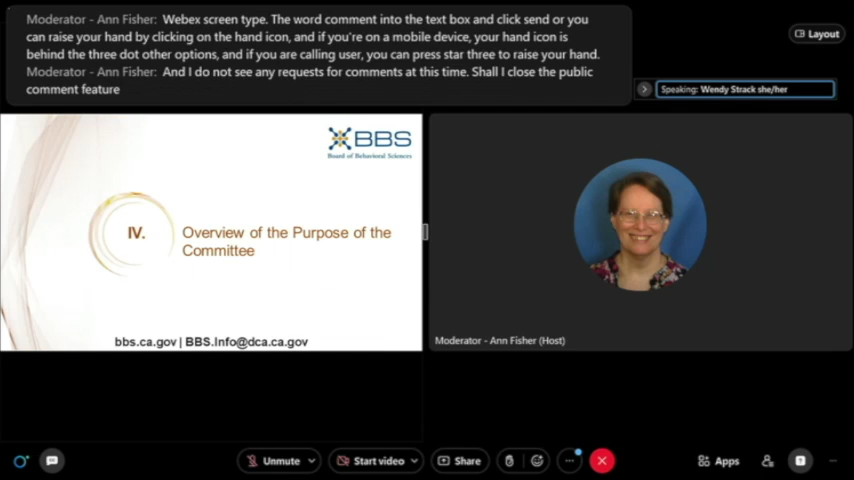 Moderator - Ann Fisher: Webex screen type. The word comment into the text box and click send or you
can raise your hand by clicking on the hand icon, and if you're on a mobile device, your hand icon is
behind the three dot other options, and if you are calling user, you can press star three to raise your hand.
Moderator - Ann Fisher: And I do not see any requests for comments at this time. Shall I close the public
comment feature
Layout
Speaking: Wendy Strack she/her
BBS
Board of Behavioral Sciences
IV.
Overview of the Purpose of the
Committee
bbs.ca.gov | BBS.Info@dca.ca.gov
Moderator - Ann Fisher (Host)
Unmute
Start video
Share
Apps